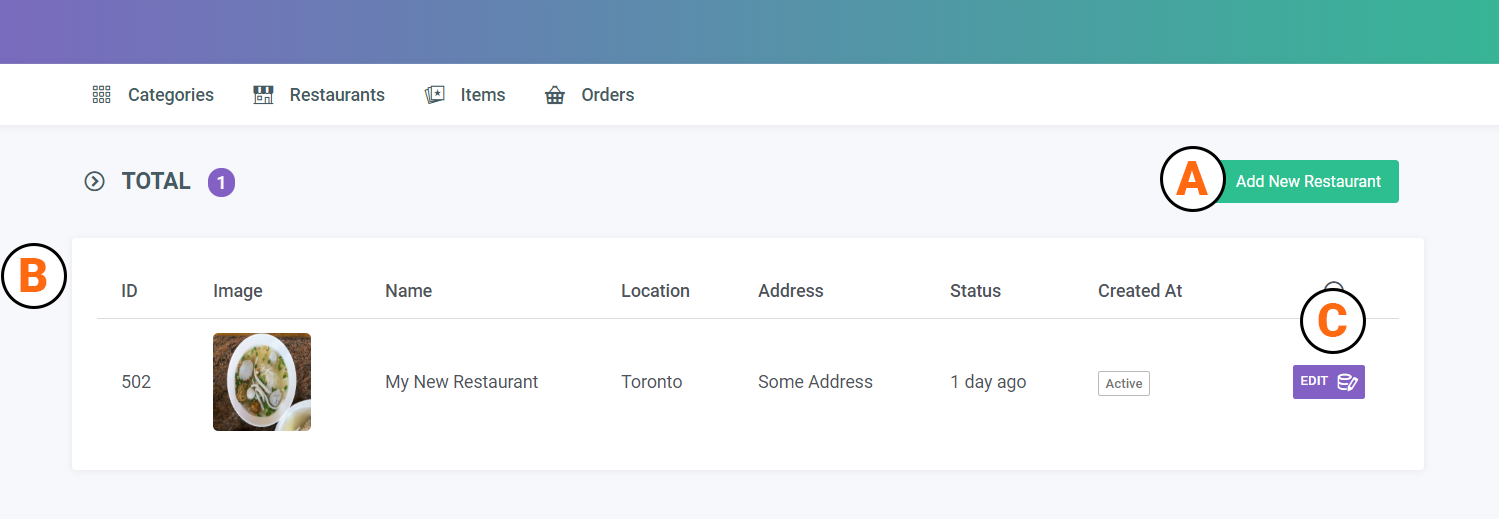 Categories Restaurants Items Orders
TOTAL 1
A Add New Restaurant
B
ID Image Name Location Address Status Created At
C
502 My New Restaurant Toronto Some Address 1 day ago Active EDIT